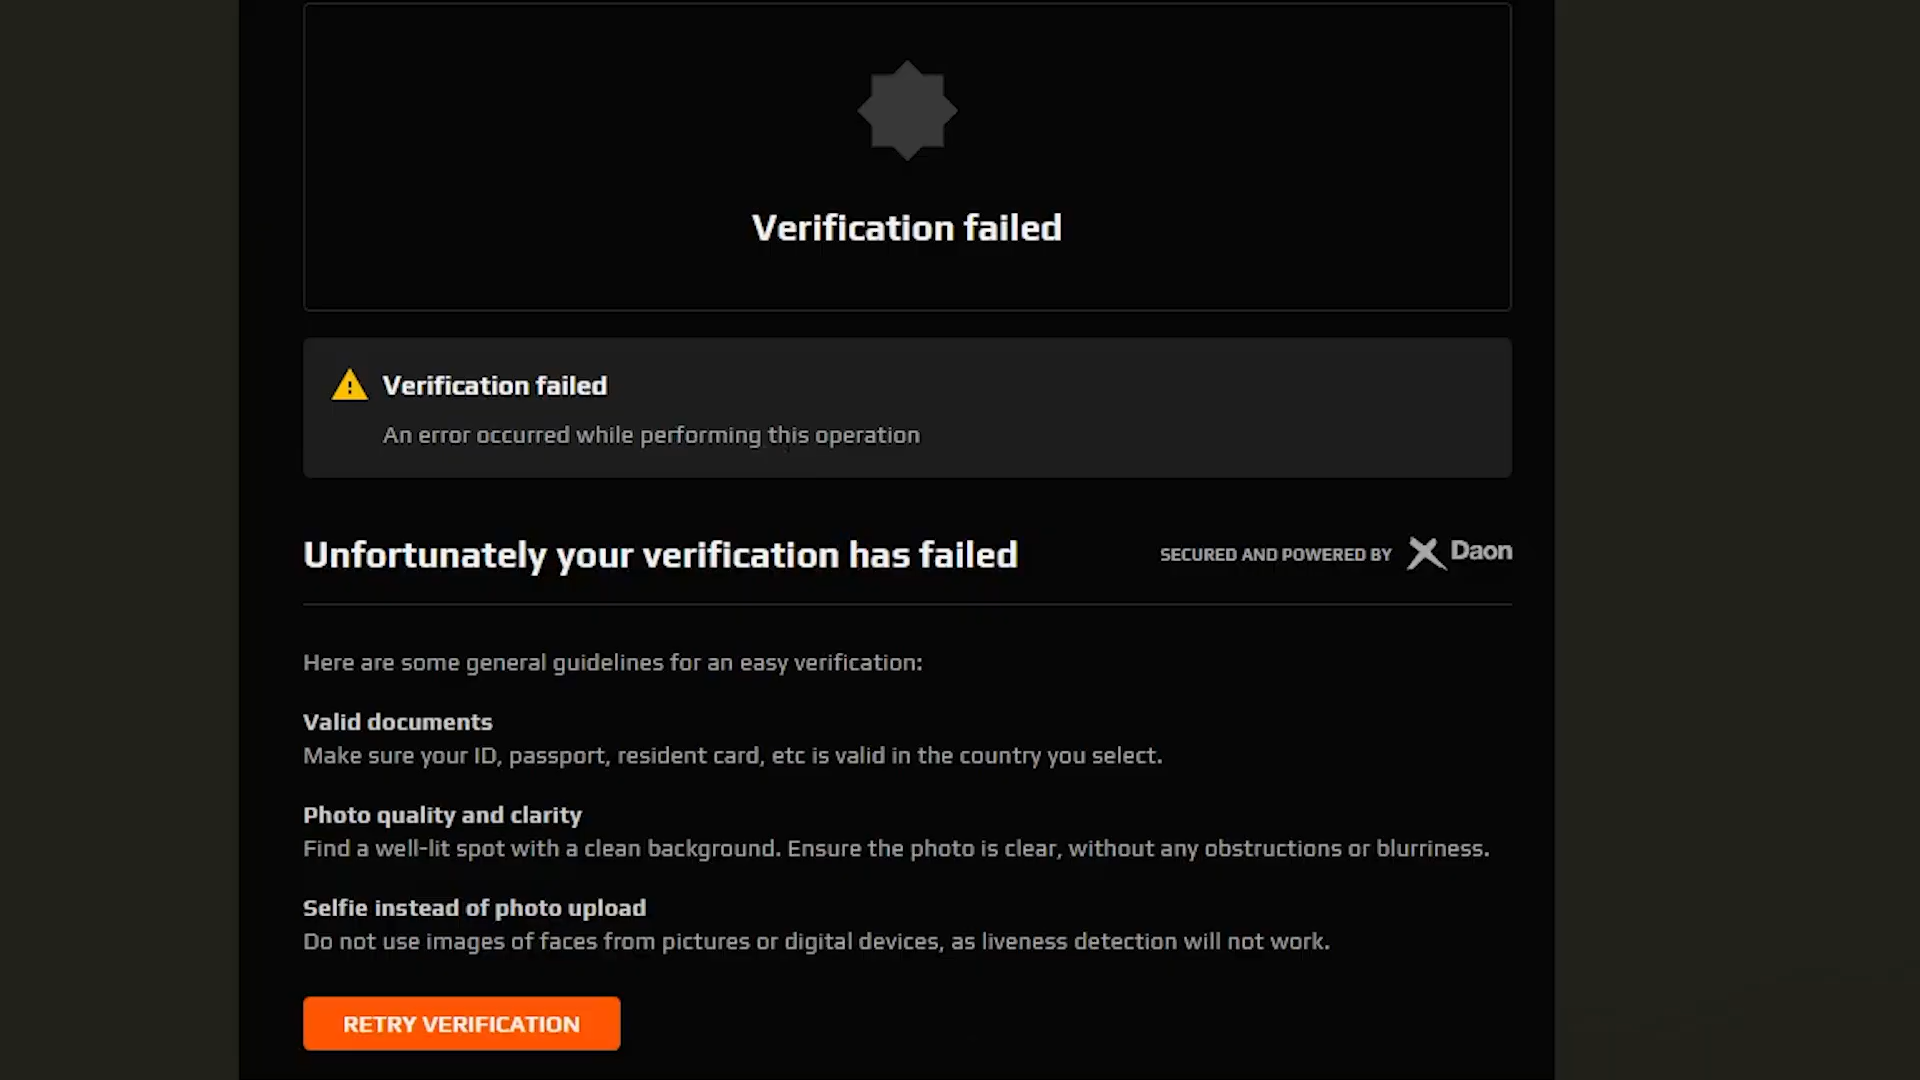 Verification failed
Verification failed
An error occurred while performing this operation
Unfortunately your verification has failed
SECURED AND POWERED BY Daon
Here are some general guidelines for an easy verification:
Valid documents
Make sure your ID, passport, resident card, etc is valid in the country you select.
Photo quality and clarity
Find a well-lit spot with a clean background. Ensure the photo is clear, without any obstructions or blurriness.
Selfie instead of photo upload
Do not use images of faces from pictures or digital devices, as liveness detection will not work.
RETRY VERIFICATION